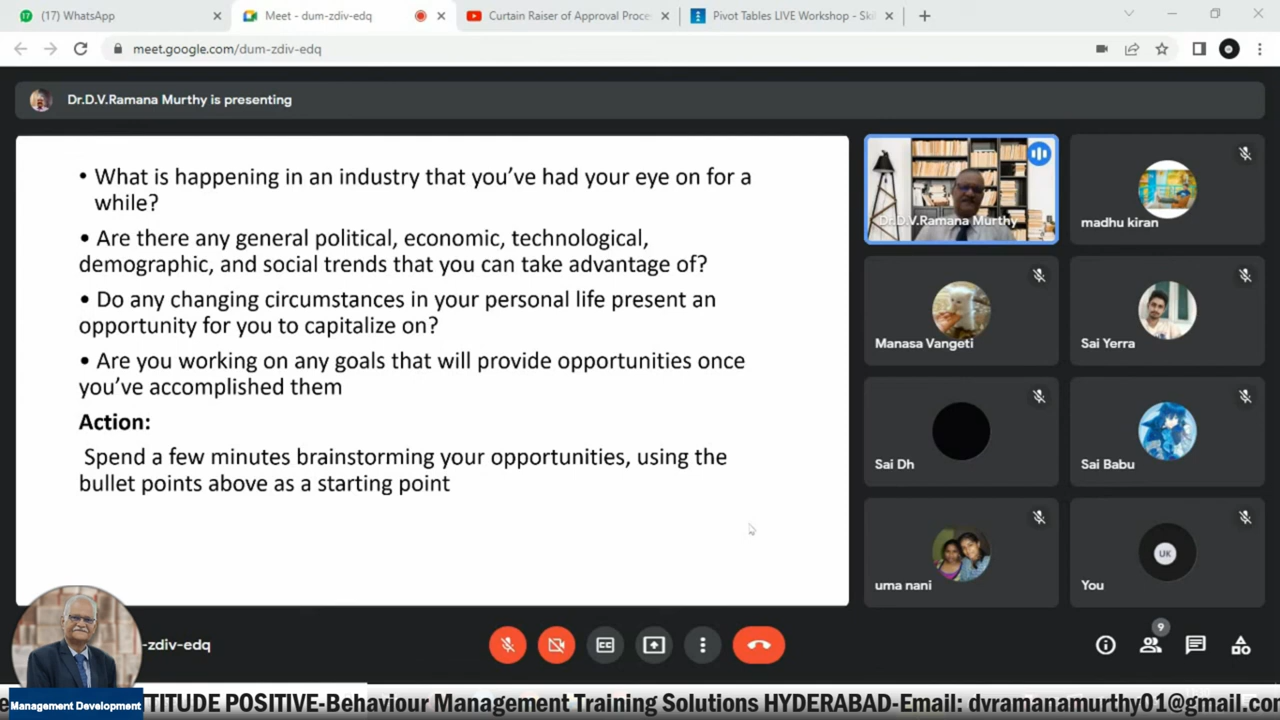 (17) WhatsApp
Meet - dum-zdiv-edq
Curtain Raiser of Approval Proce
Pivot Tables LIVE Workshop - Ski
meet.google.com/dum-zdiv-edq
Dr.D.V.Ramana Murthy is presenting
• What is happening in an industry that you’ve had your eye on for a
while?
• Are there any general political, economic, technological,
demographic, and social trends that you can take advantage of?
• Do any changing circumstances in your personal life present an
opportunity for you to capitalize on?
• Are you working on any goals that will provide opportunities once
you’ve accomplished them
Action:
Spend a few minutes brainstorming your opportunities, using the
bullet points above as a starting point
Dr.D.V.Ramana Murthy
madhu kiran
Manasa Vangeti
Sai Yerra
Sai Dh
Sai Babu
uma nani
UK
You
-zdiv-edq
9
Management Development
TITUDE POSITIVE-Behaviour Management Training Solutions HYDERABAD-Email: dvramanamurthy01@gmail.co